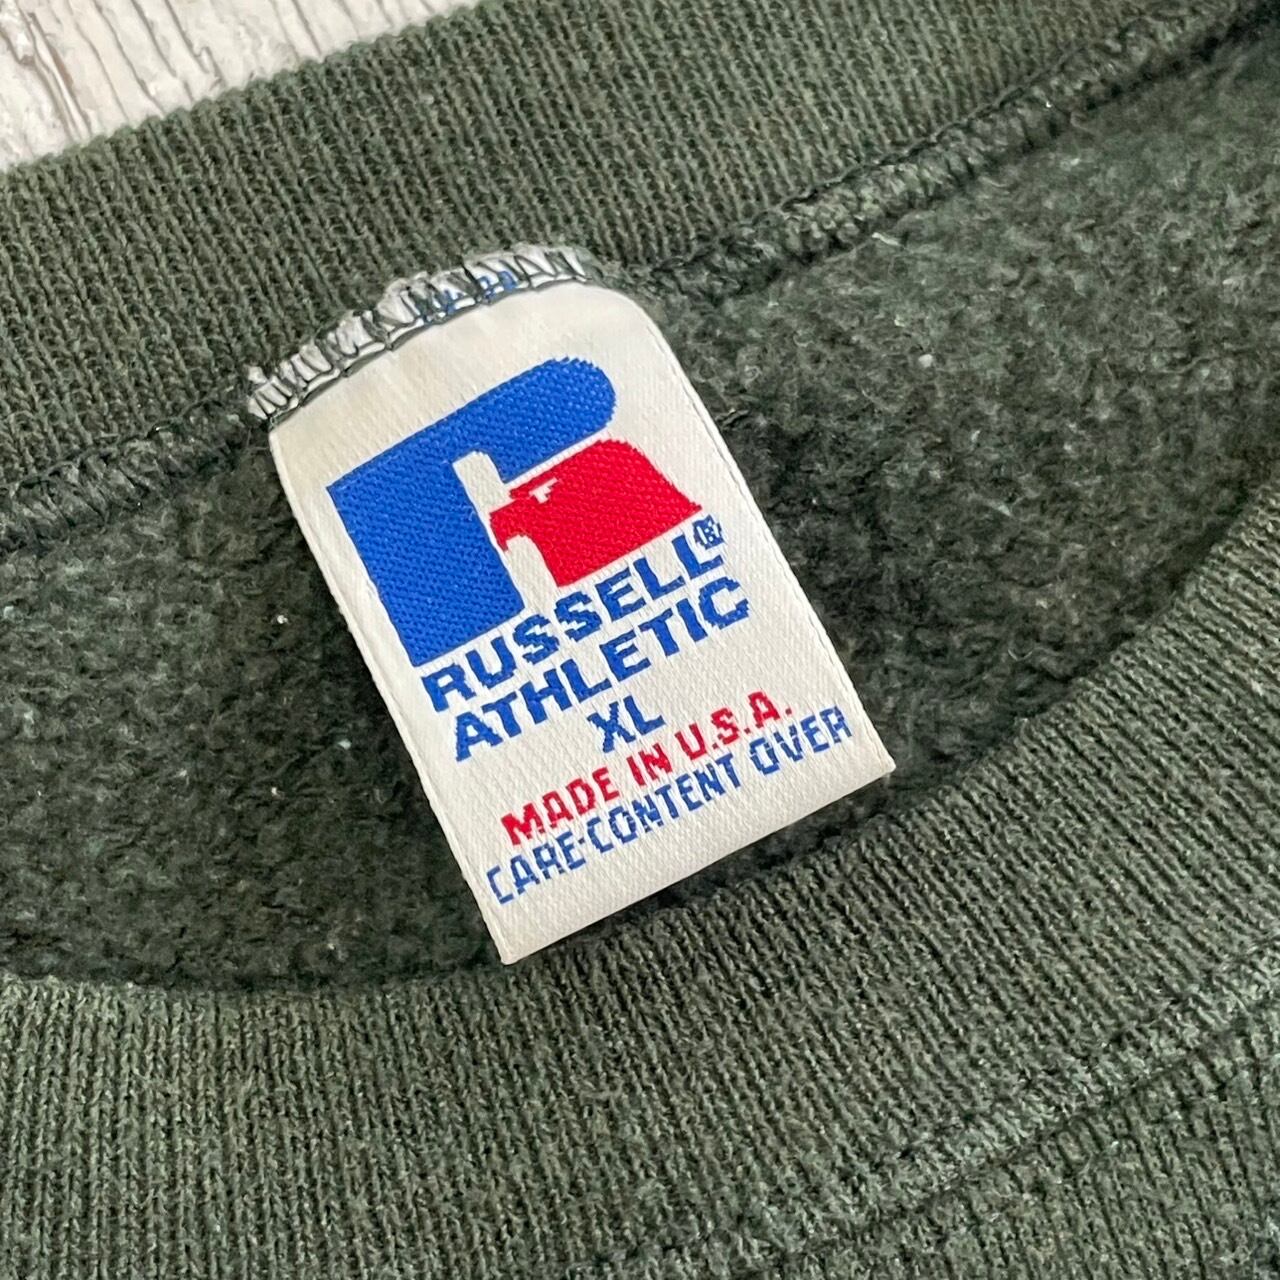 RUSSELL®
ATHLETIC
XL
MADE IN U.S.A.
CARE-CONTENT OVER